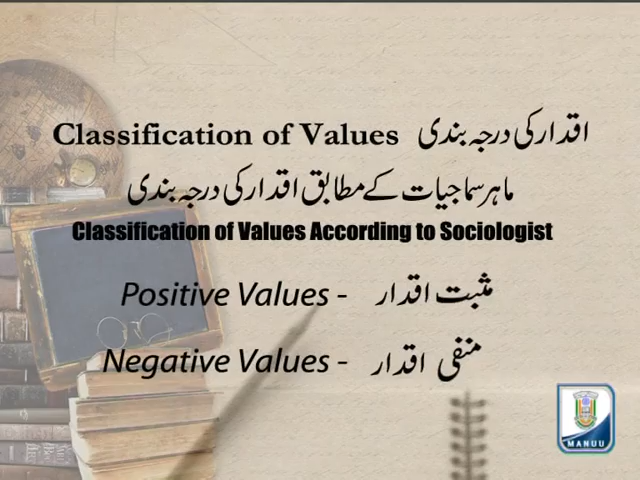 Classification of Values اقدار کی درجہ بندی
ماہر سماجیات کے مطابق اقدار کی درجہ بندی
Classification of Values According to Sociologist
Positive Values - مثبت اقدار
Negative Values - منفی اقدار
MANUU